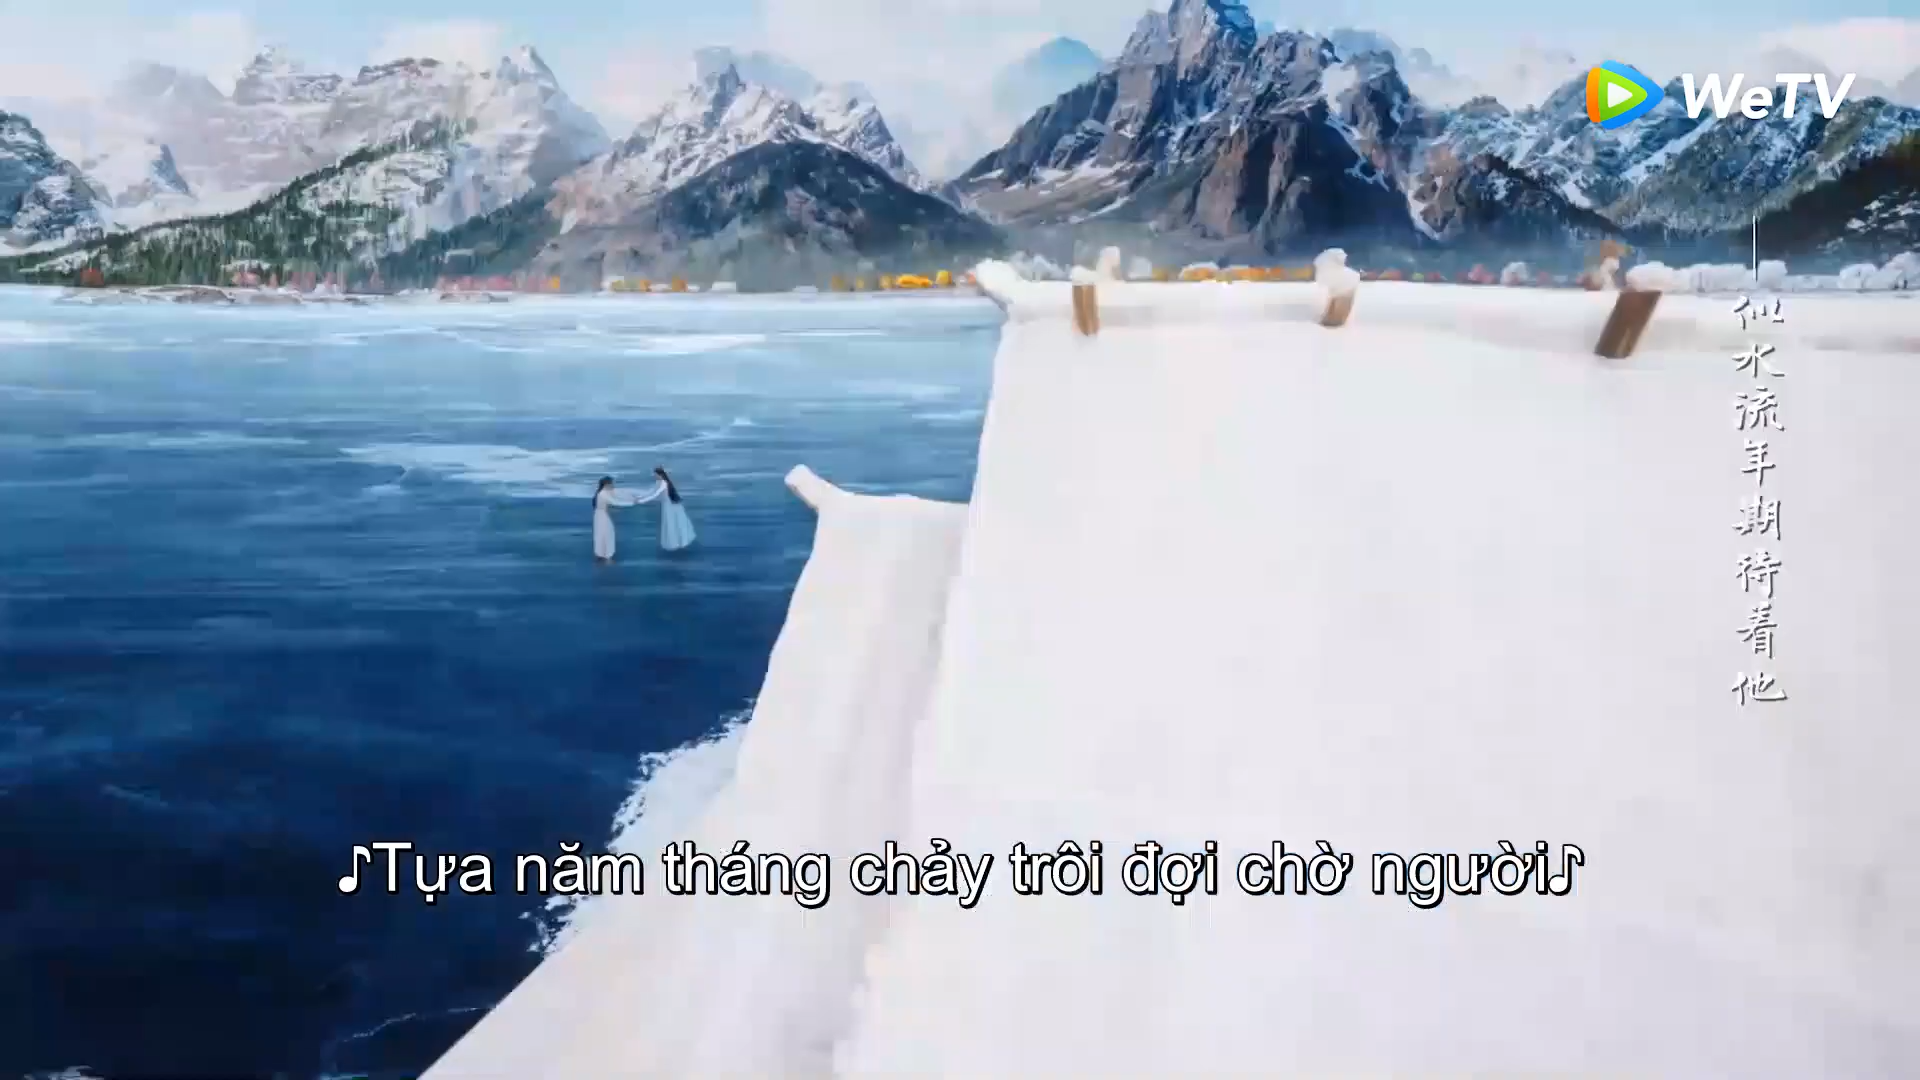 WeTV
似水流年期待着他
♪Tựa năm tháng chảy trôi đợi chờ người♪